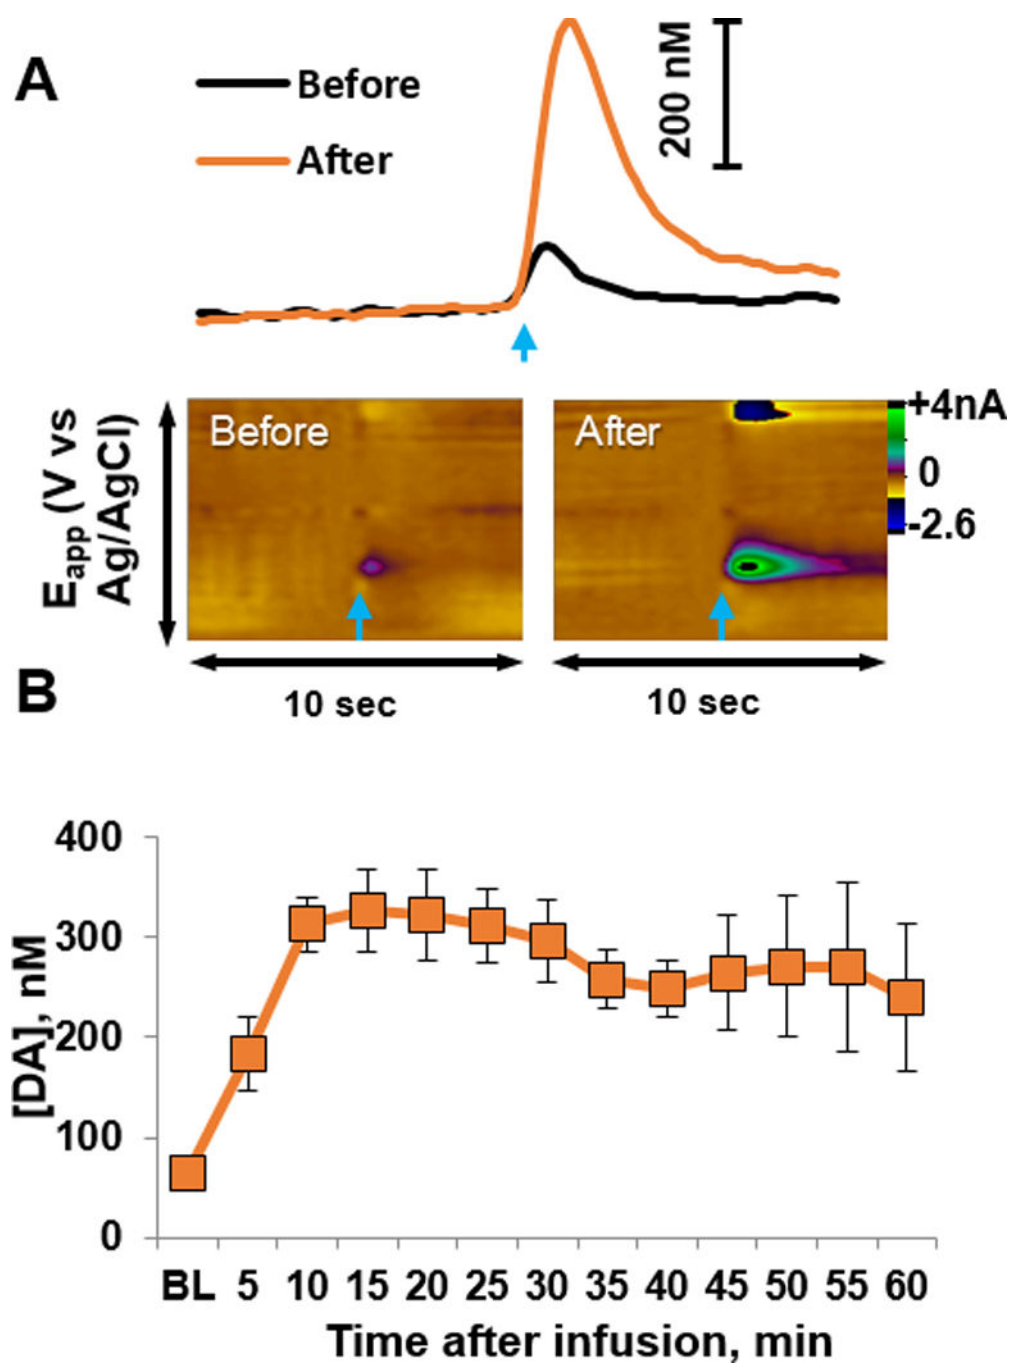 A
Before
After
200 nM
E_app (V vs
Ag/AgCl)
Before
After
+4nA
0
-2.6
10 sec
10 sec
B
[DA], nM
400
300
200
100
0
BL 5 10 15 20 25 30 35 40 45 50 55 60
Time after infusion, min